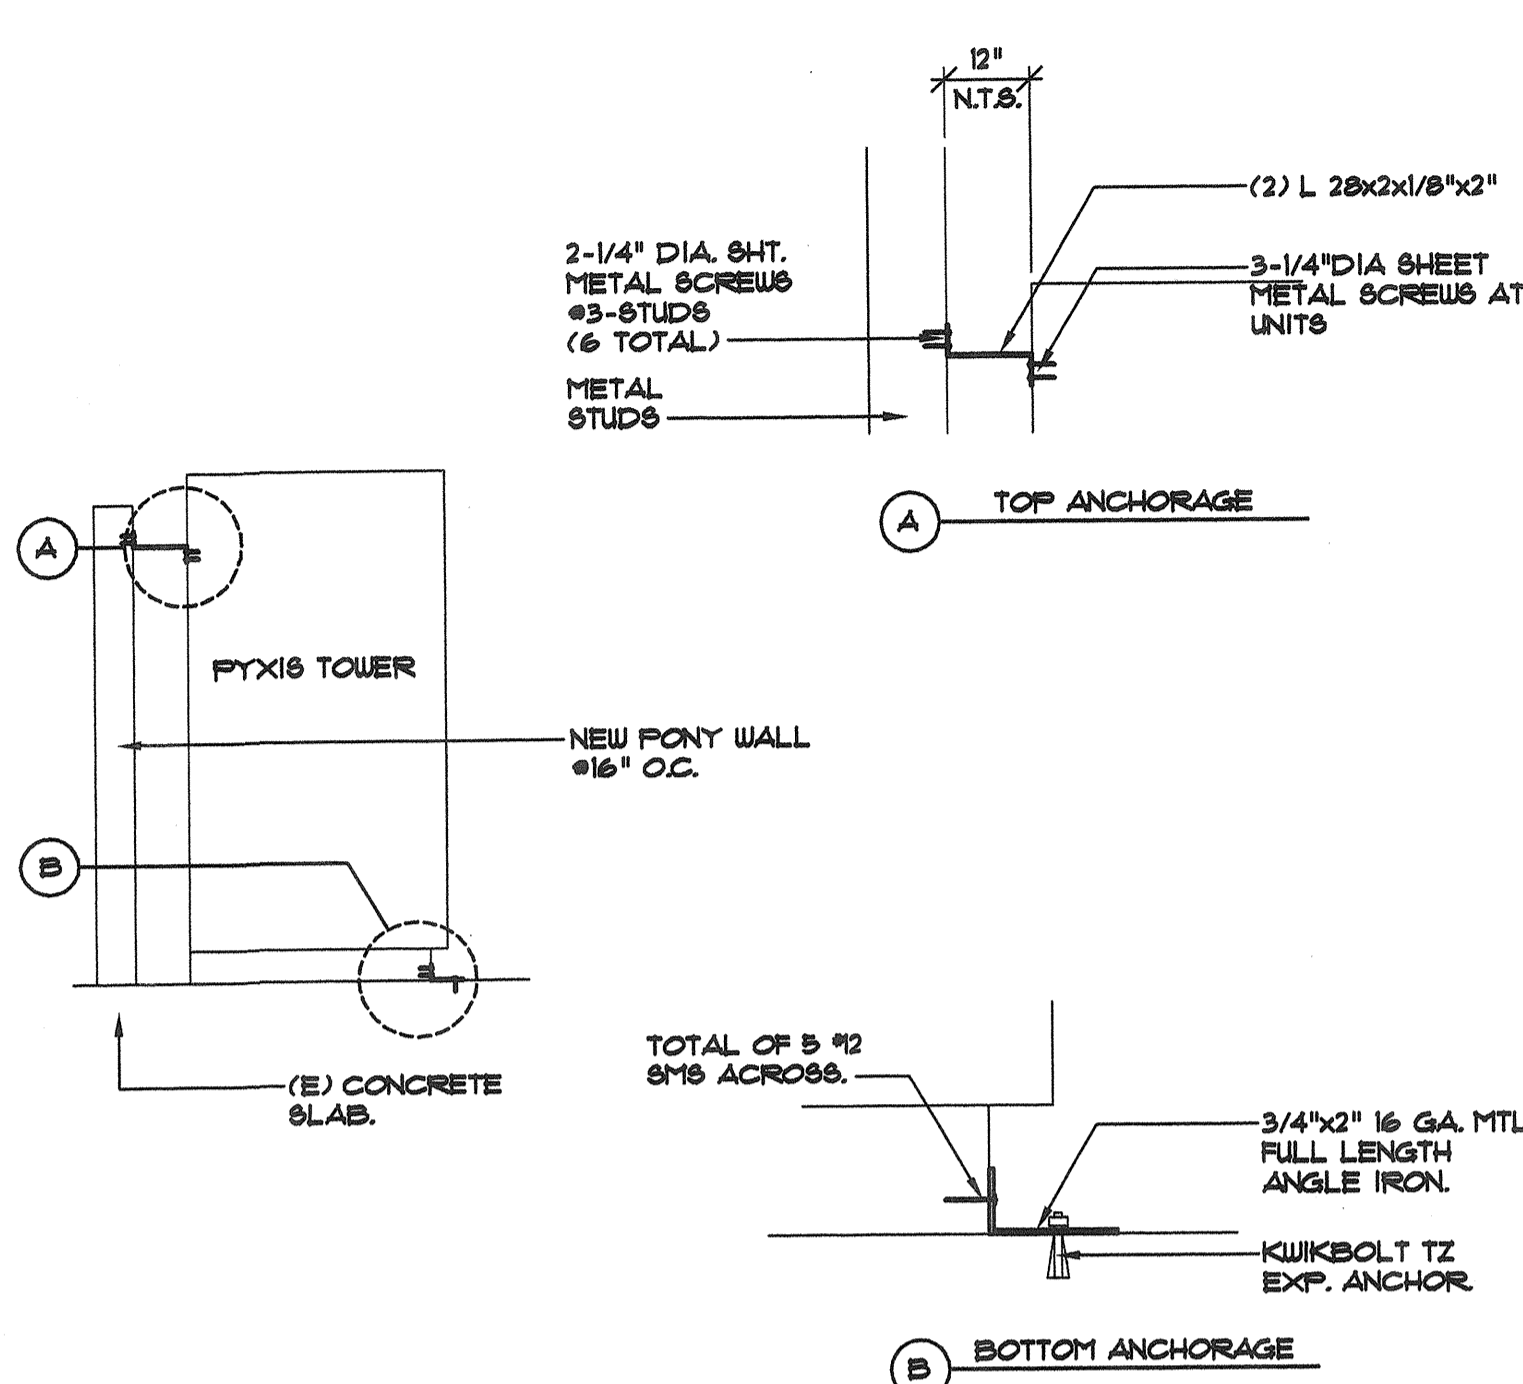 12"
N.T.S.
(2) L 28x2x1/8"x2"
2-1/4" DIA. SHT.
METAL SCREWS
@3-STUDS
(6 TOTAL)
3-1/4"DIA SHEET
METAL SCREWS AT
UNITS
METAL
STUDS
A TOP ANCHORAGE
A
PYXIS TOWER
NEW PONY WALL
@16" O.C.
B
(E) CONCRETE
SLAB.
TOTAL OF 5 #12
SMS ACROSS.
3/4"x2" 16 GA. MTL
FULL LENGTH
ANGLE IRON.
KWIKBOLT TZ
EXP. ANCHOR
B BOTTOM ANCHORAGE